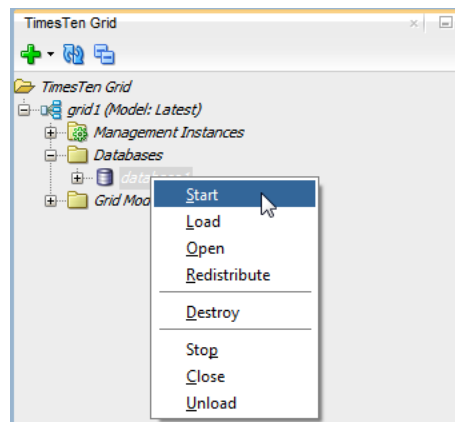 TimesTen Grid
TimesTen Grid
grid1 (Model: Latest)
Management Instances
Databases
database1
Grid Mod
Start
Load
Open
Redistribute
Destroy
Stop
Close
Unload